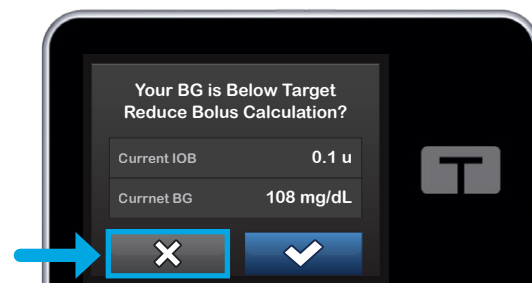 Your BG is Below Target
Reduce Bolus Calculation?
Current IOB 0.1 u
Currnet BG 108 mg/dL
T